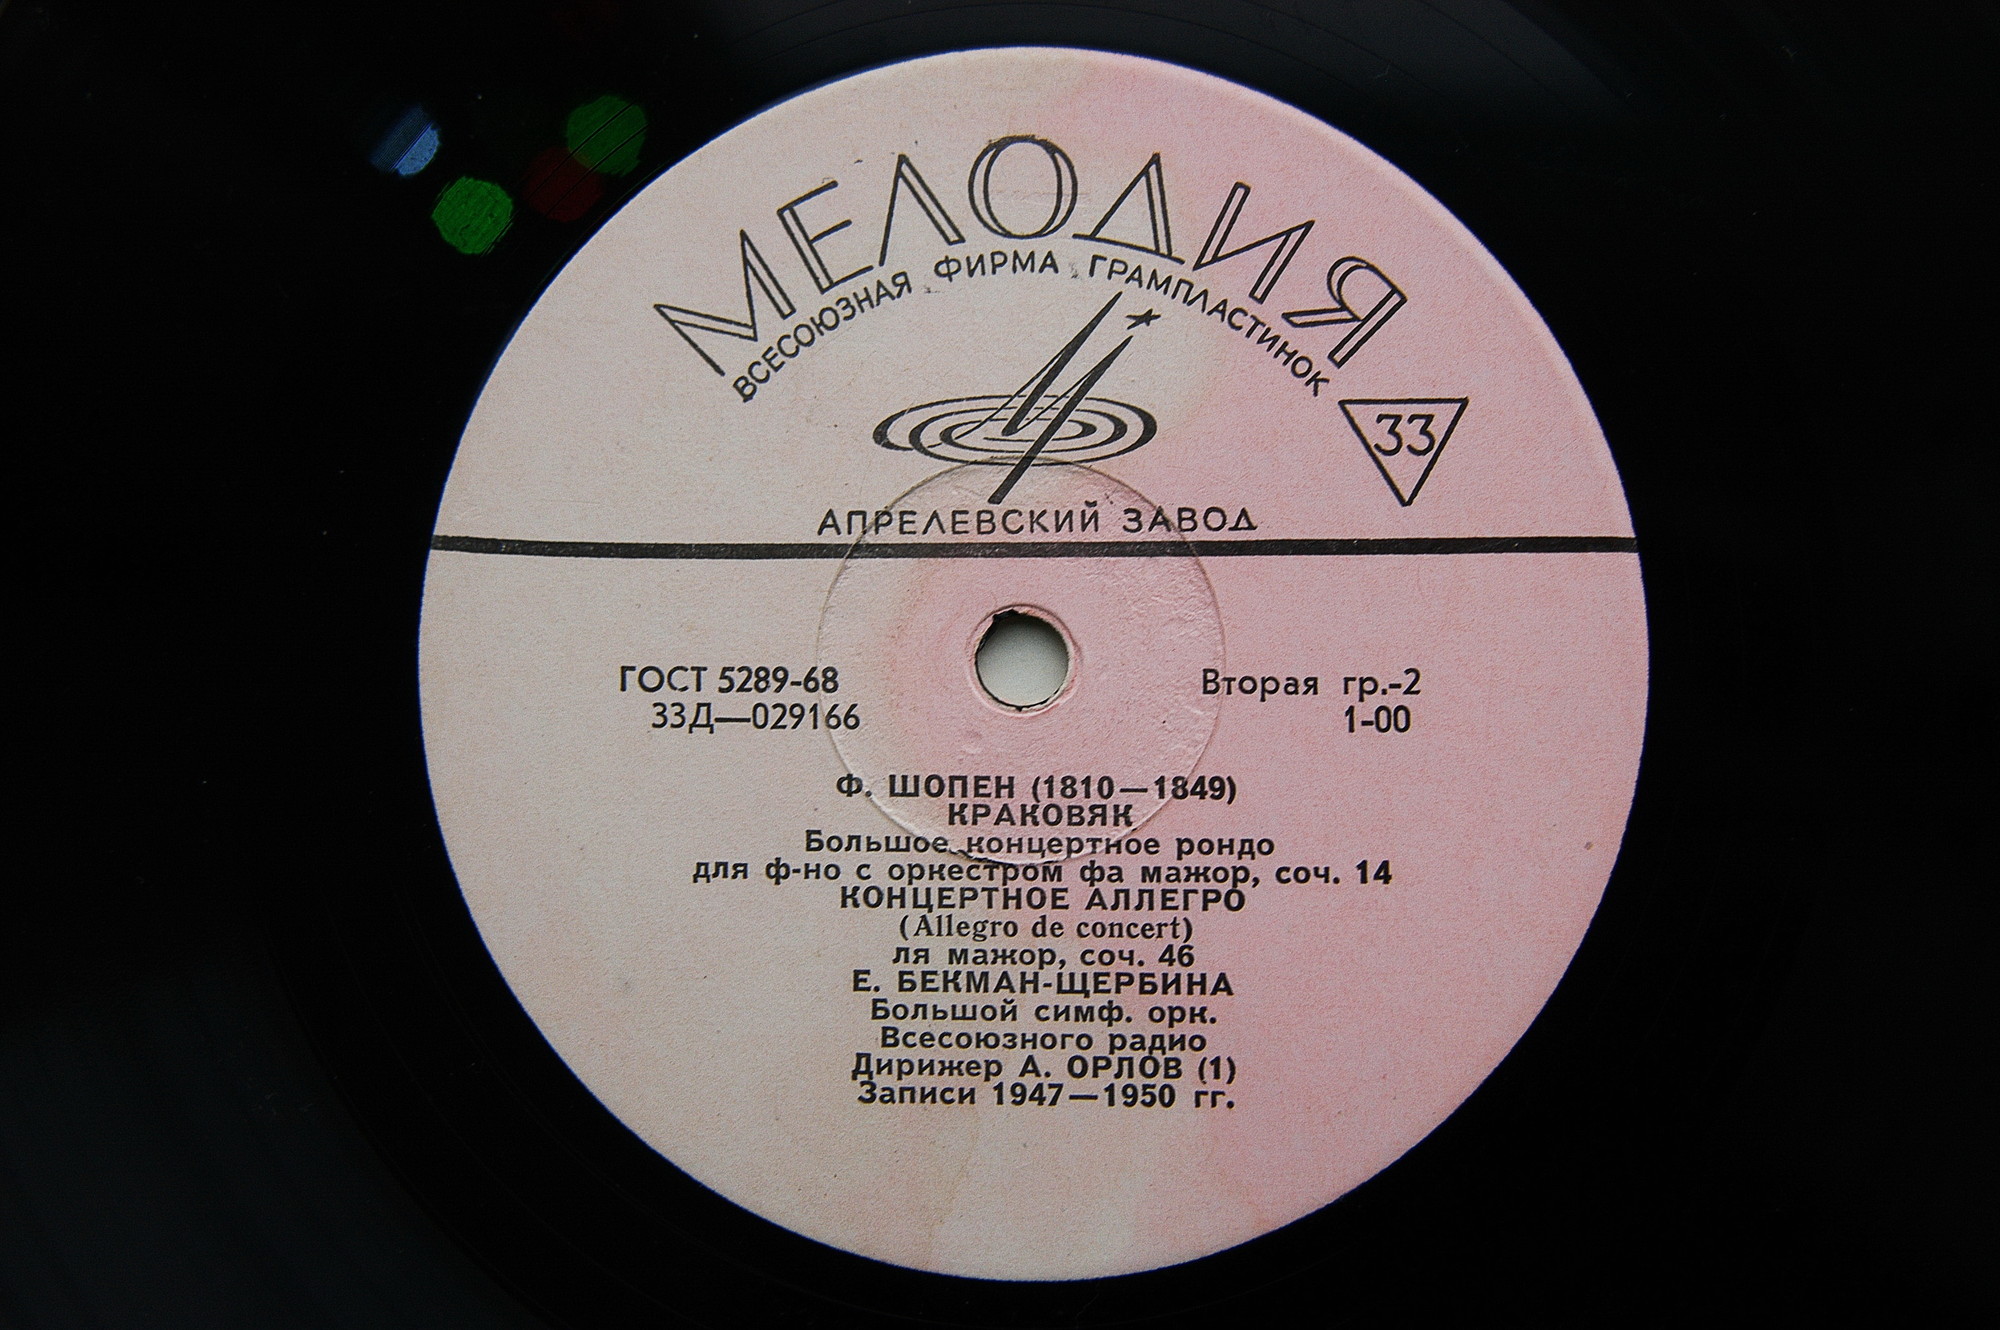 МЕЛОДИЯ
ВСЕСОЮЗНАЯ ФИРМА ГРАМПЛАСТИНОК
33
АПРЕЛЕВСКИЙ ЗАВОД
ГОСТ 5289-68
Вторая гр.-2
33Д—029166
1-00
Ф. ШОПЕН (1810—1849)
КРАКОВЯК
Большое концертное рондо
для ф-но с оркестром фа мажор, соч. 14
КОНЦЕРТНОЕ АЛЛЕГРО
(Allegro de concert)
ля мажор, соч. 46
Е. БЕКМАН-ЩЕРБИНА
Большой симф. орк.
Всесоюзного радио
Дирижер А. ОРЛОВ (1)
Записи 1947—1950 гг.